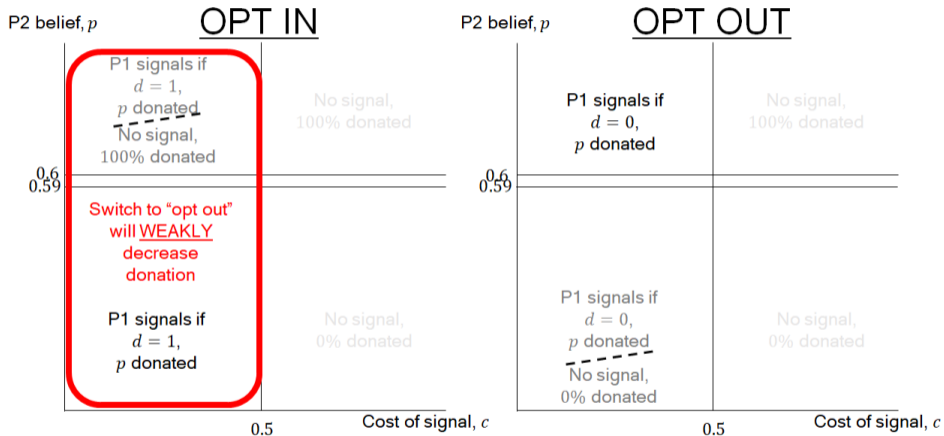 P2 belief, p
OPT IN
P1 signals if
d = 1,
p donated
No signal,
100% donated
No signal,
100% donated
0.6
0.59
Switch to “opt out”
will WEAKLY
decrease
donation
P1 signals if
d = 1,
p donated
No signal,
0% donated
0.5
Cost of signal, c
P2 belief, p
OPT OUT
P1 signals if
d = 0,
p donated
No signal,
100% donated
0.6
0.59
P1 signals if
d = 0,
p donated
No signal,
0% donated
No signal,
0% donated
0.5
Cost of signal, c